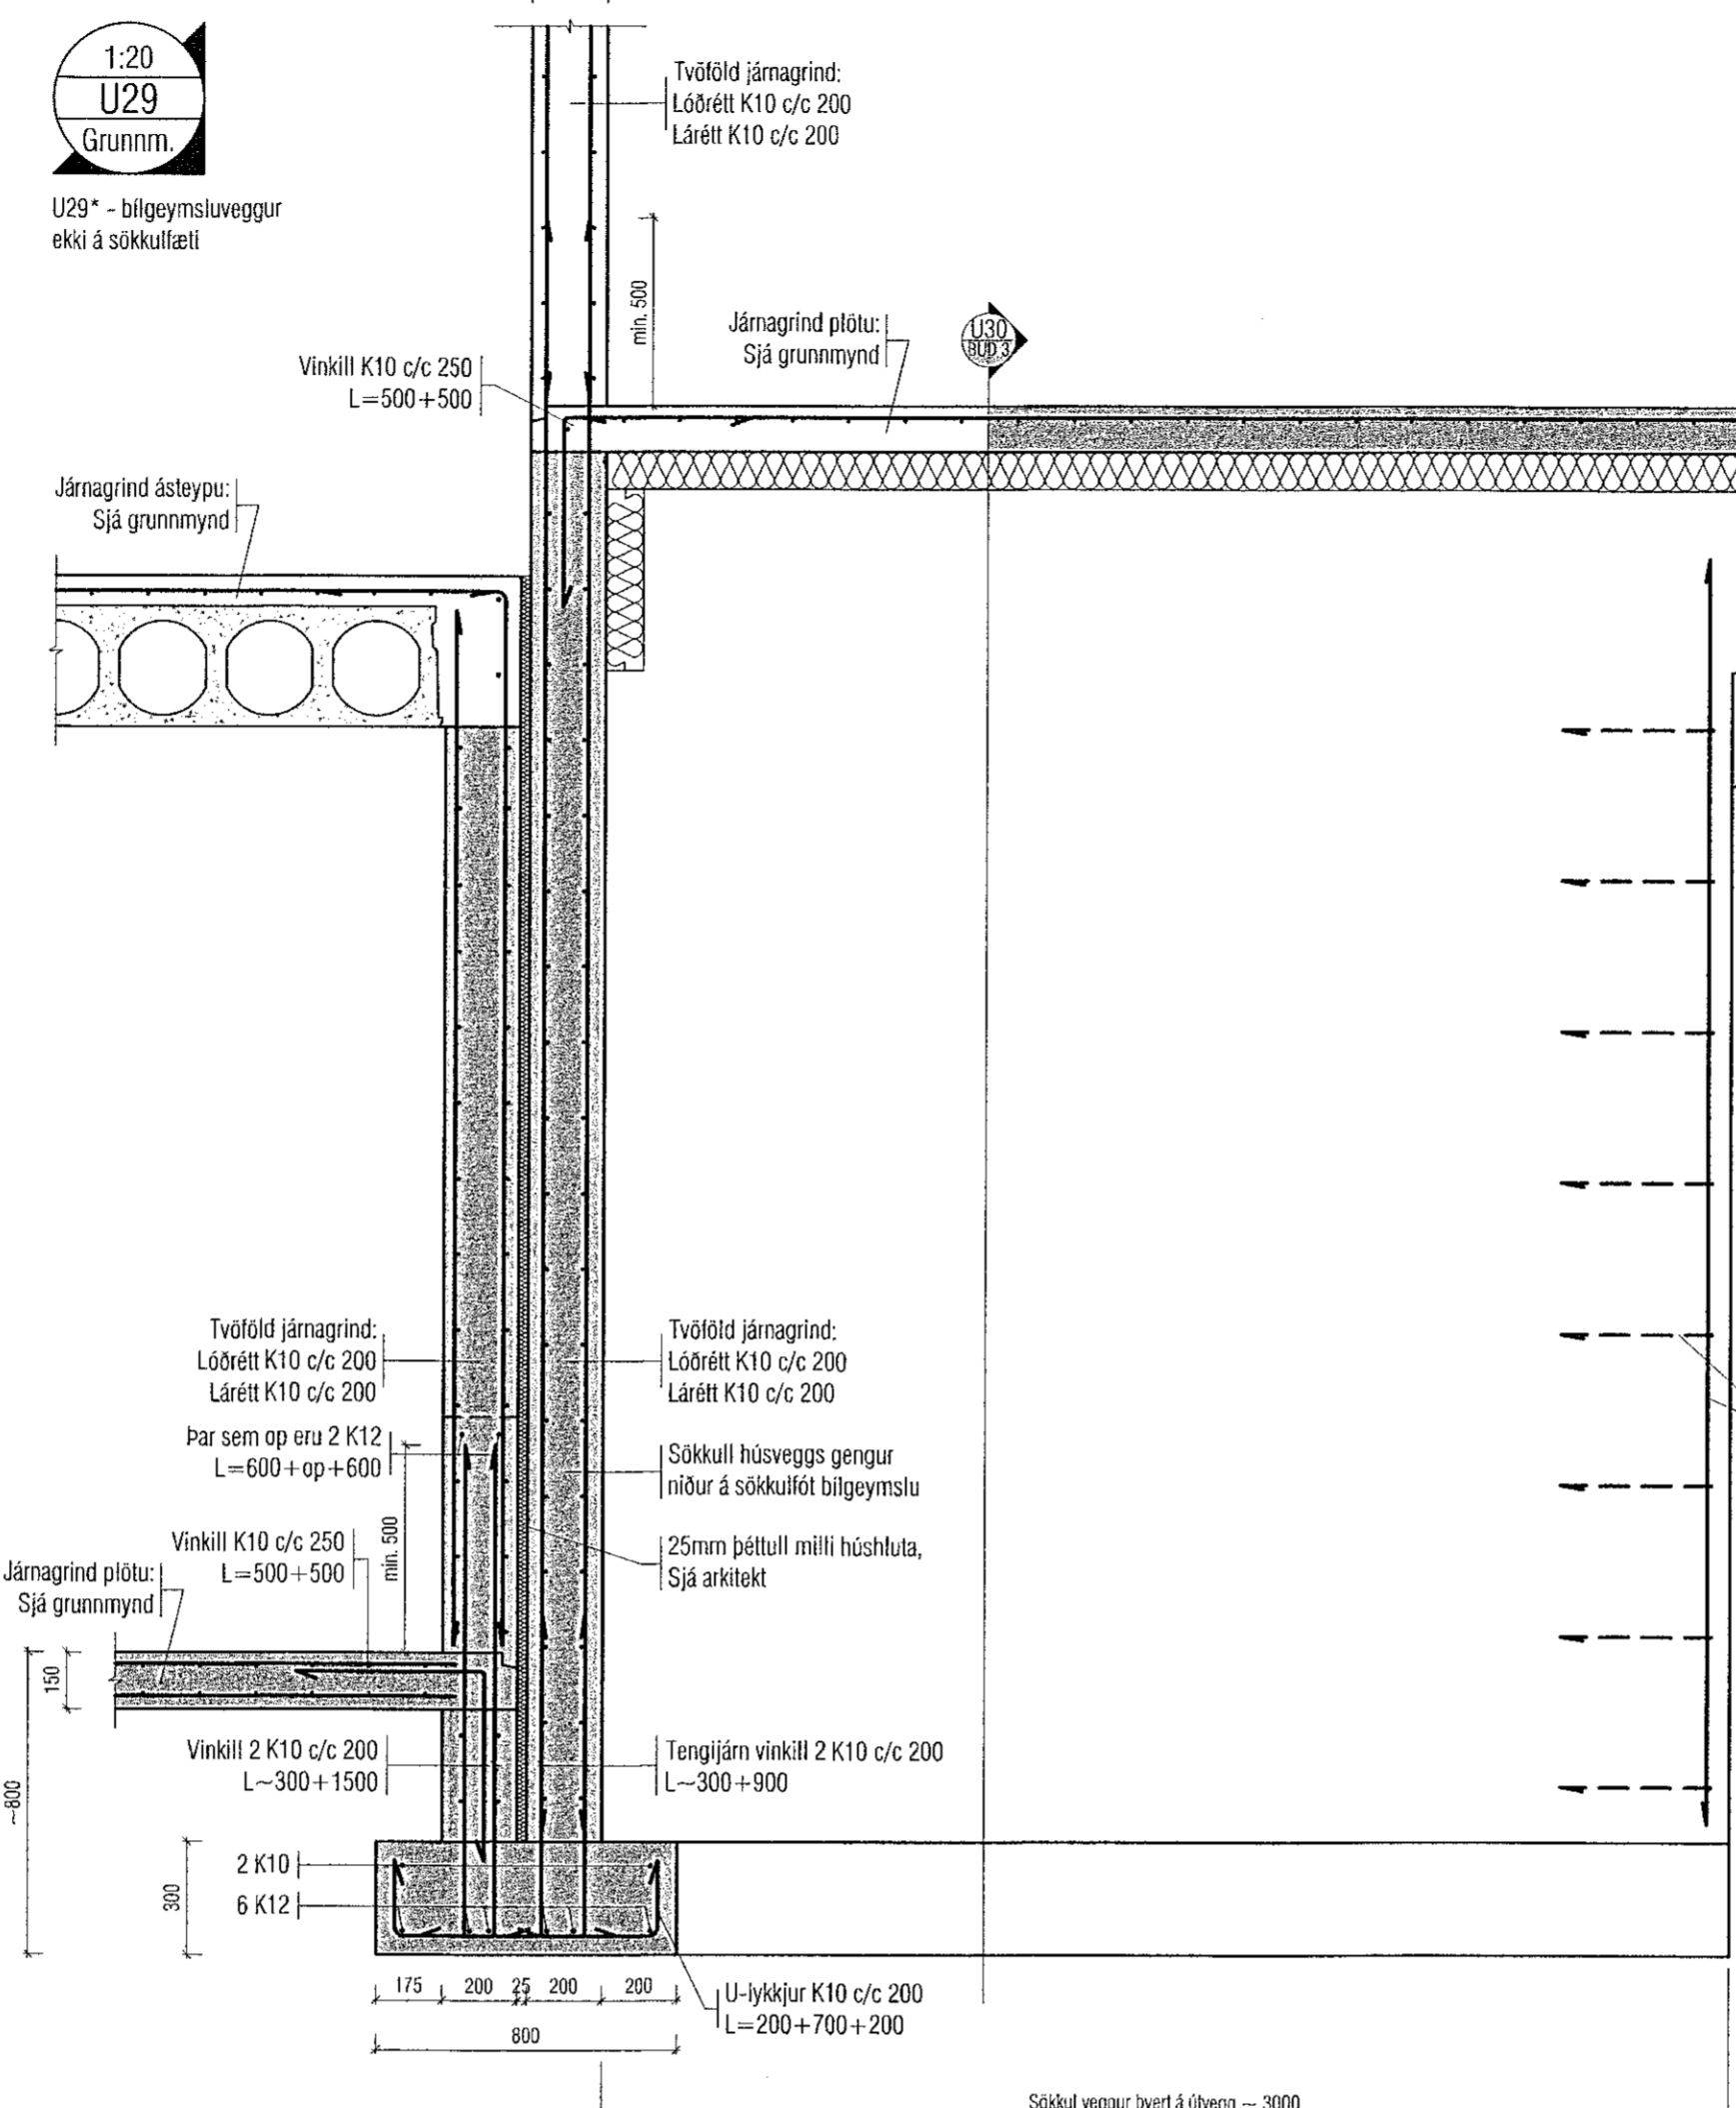 1:20
U29
Grunnm.
U29* - bílgeymsluveggur
ekki á sökkulfæti
Tvöföld járnagrind:
Lóðrétt K10 c/c 200
Lárétt K10 c/c 200
min. 500
Járnagrind plötu:
Sjá grunnmynd
U30
BUD 3
Vinkill K10 c/c 250
L=500+500
Járnagrind ásteypu:
Sjá grunnmynd
Tvöföld járnagrind:
Lóðrétt K10 c/c 200
Lárétt K10 c/c 200
Tvöföld járnagrind:
Lóðrétt K10 c/c 200
Lárétt K10 c/c 200
Þar sem op eru 2 K12
L=600+op+600
Sökkull húsveggs gengur
niður á sökkulfót bílgeymslu
min. 500
Vinkill K10 c/c 250
L=500+500
25mm þéttull milli húshluta,
Sjá arkitekt
Járnagrind plötu:
Sjá grunnmynd
150
~800
Vinkill 2 K10 c/c 200
L~300+1500
Tengijárn vinkill 2 K10 c/c 200
L~300+900
2 K10
6 K12
300
175 200 25 200 200
800
U-lykkjur K10 c/c 200
L=200+700+200
Sökkul veggur þvert á útvegg ~ 3000